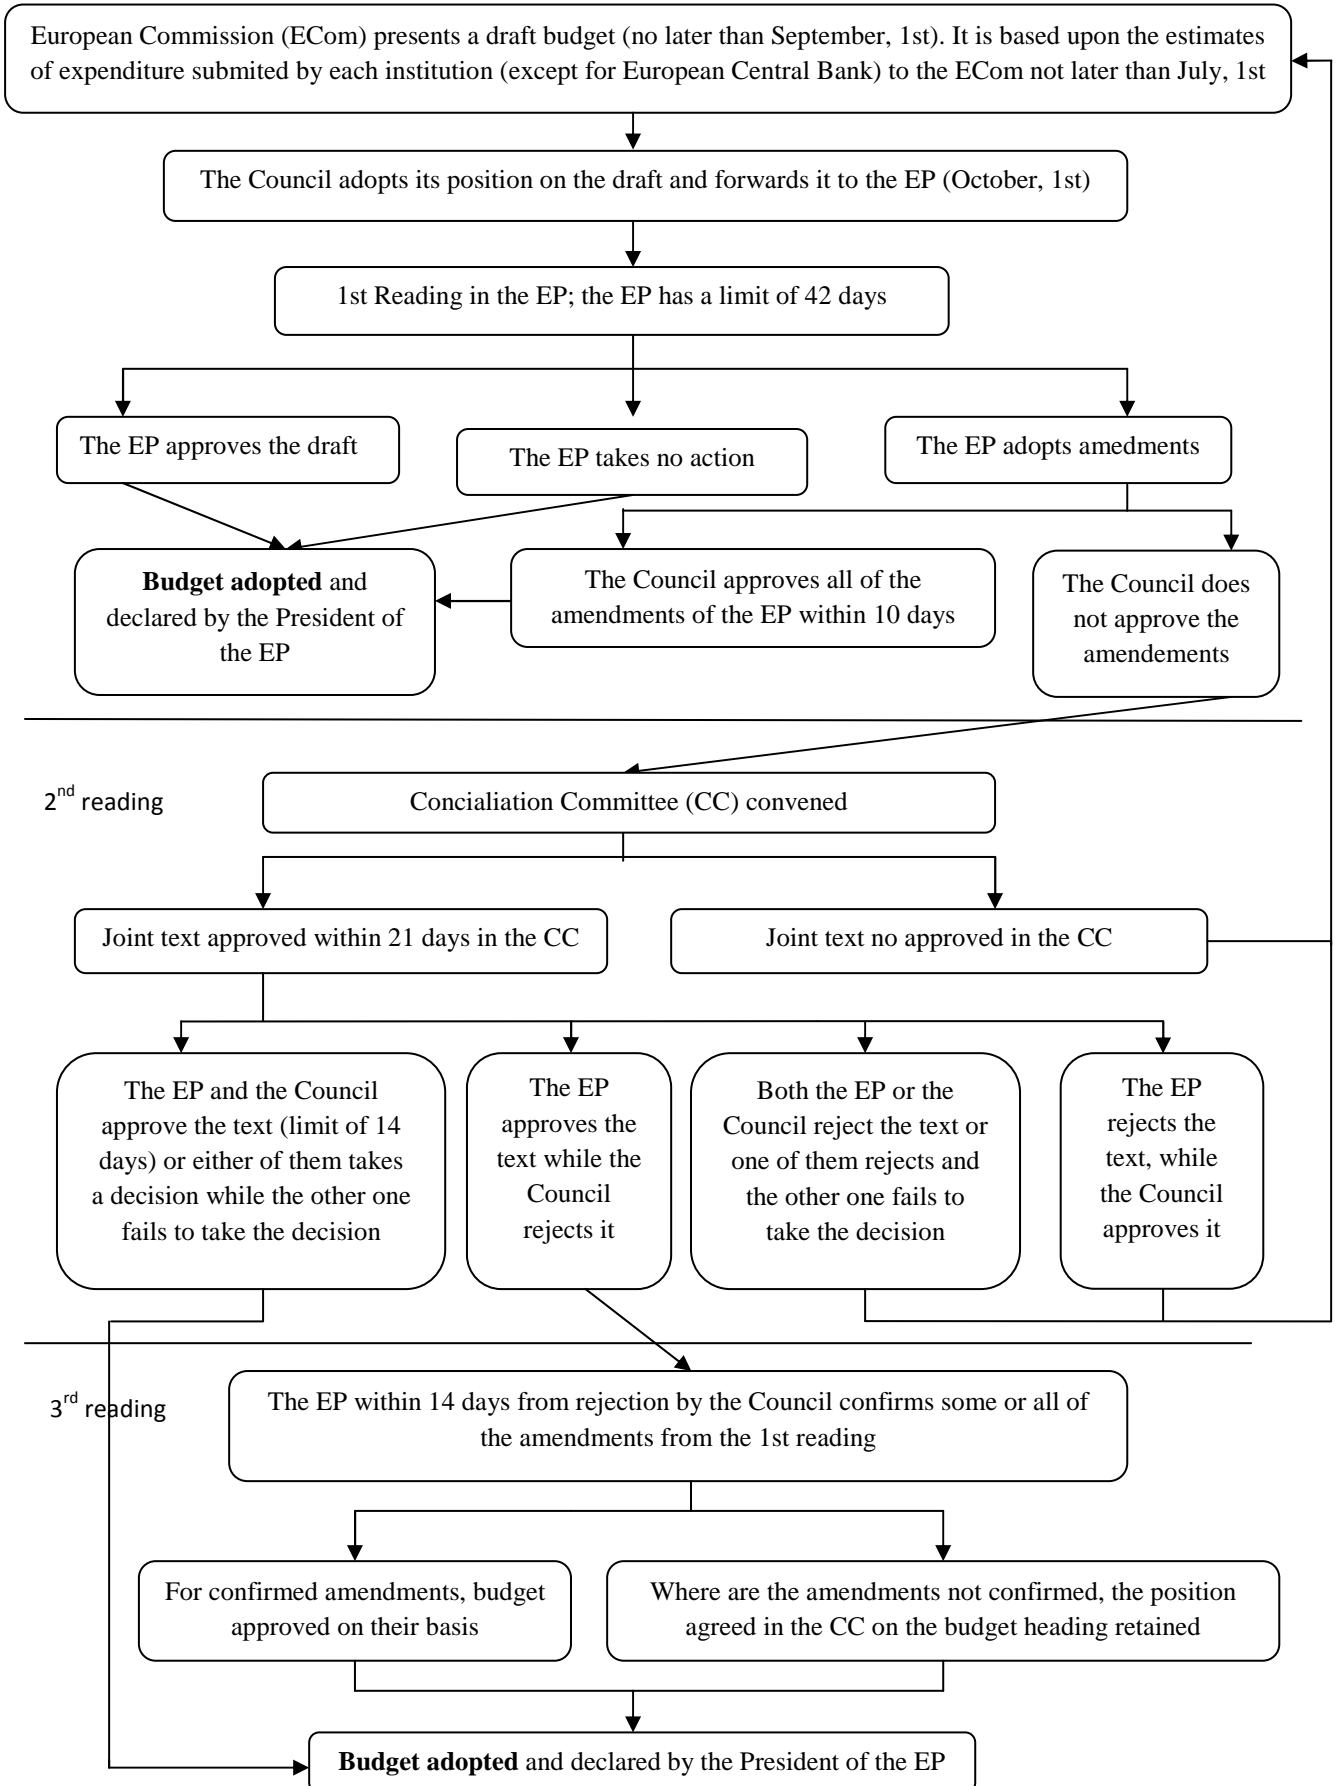 European Commission (ECom) presents a draft budget (no later than September, 1st). It is based upon the estimates
of expenditure submited by each institution (except for European Central Bank) to the ECom not later than July, 1st
The Council adopts its position on the draft and forwards it to the EP (October, 1st)
1st Reading in the EP; the EP has a limit of 42 days
The EP approves the draft
The EP takes no action
The EP adopts amedments
Budget adopted and
declared by the President of
the EP
The Council approves all of the
amendments of the EP within 10 days
The Council does
not approve the
amendements
2nd reading
Concialiation Committee (CC) convened
Joint text approved within 21 days in the CC
Joint text no approved in the CC
The EP and the Council
approve the text (limit of 14
days) or either of them takes
a decision while the other one
fails to take the decision
The EP
approves the
text while the
Council
rejects it
Both the EP or the
Council reject the text or
one of them rejects and
the other one fails to
take the decision
The EP
rejects the
text, while
the Council
approves it
3rd reading
The EP within 14 days from rejection by the Council confirms some or all of
the amendments from the 1st reading
For confirmed amendments, budget
approved on their basis
Where are the amendments not confirmed, the position
agreed in the CC on the budget heading retained
Budget adopted and declared by the President of the EP